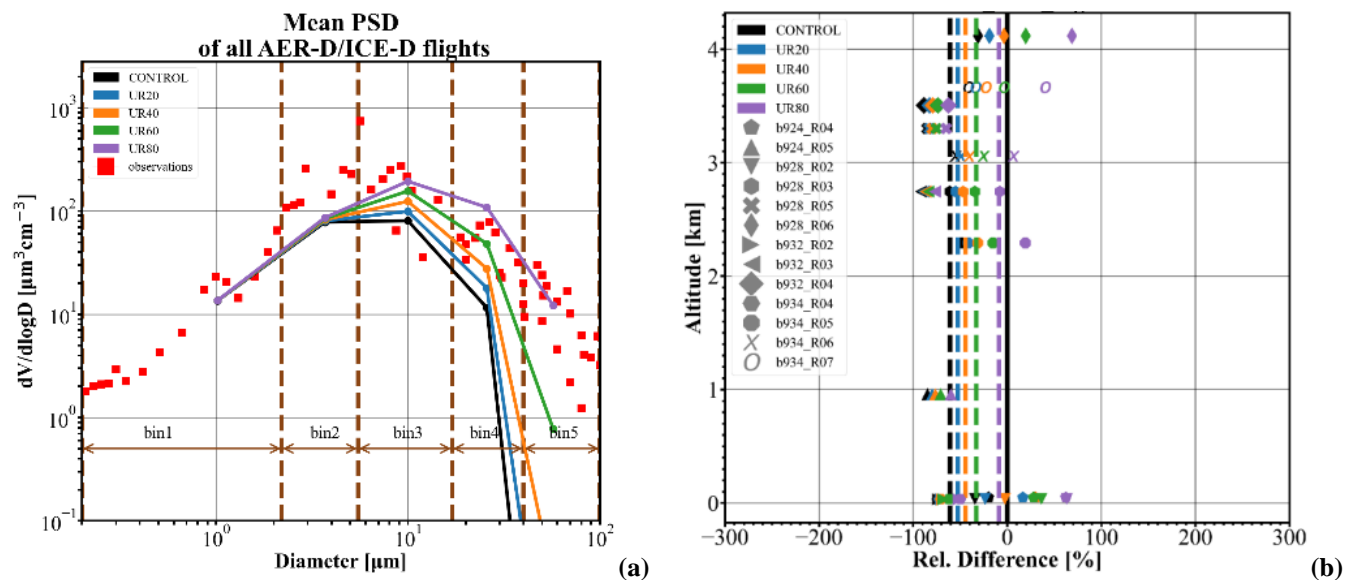 Mean PSD
of all AER-D/ICE-D flights
CONTROL
UR20
UR40
UR60
UR80
observations
dV/dlogD [μm³cm⁻³]
10³
10²
10¹
10⁰
10⁻¹
bin1
bin2
bin3
bin4
bin5
10⁰
10¹
10²
Diameter [μm]
(a)
CONTROL
UR20
UR40
UR60
UR80
b924_R04
b924_R05
b928_R02
b928_R03
b928_R05
b928_R06
b932_R02
b932_R03
b932_R04
b934_R04
b934_R05
b934_R06
b934_R07
Altitude [km]
4
3
2
1
0
−300
−200
−100
0
100
200
300
Rel. Difference [%]
(b)